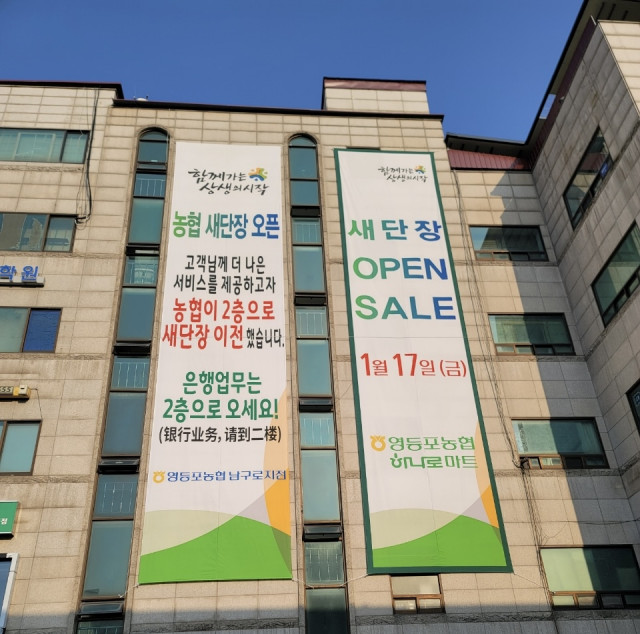 함께가는
상생의시작
농협 새단장 오픈
고객님께 더 나은
서비스를 제공하고자
농협이 2층으로
새단장 이전 했습니다.
은행업무는
2층으로 오세요!
(银行业务, 请到二楼)
영등포농협 남구로지점
함께가는
상생의시작
새단장
OPEN
SALE
1월 17일 (금)
영등포농협
하나로마트
학원